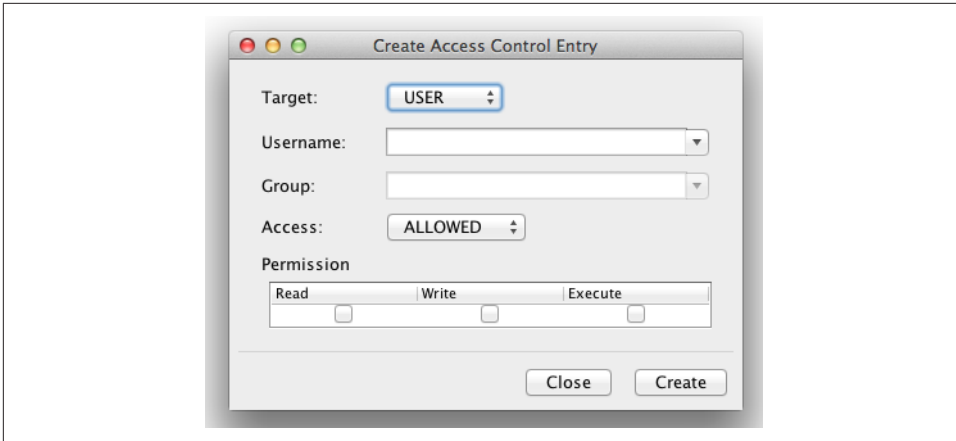 Create Access Control Entry
Target: USER
Username:
Group:
Access: ALLOWED
Permission
Read Write Execute
Close Create